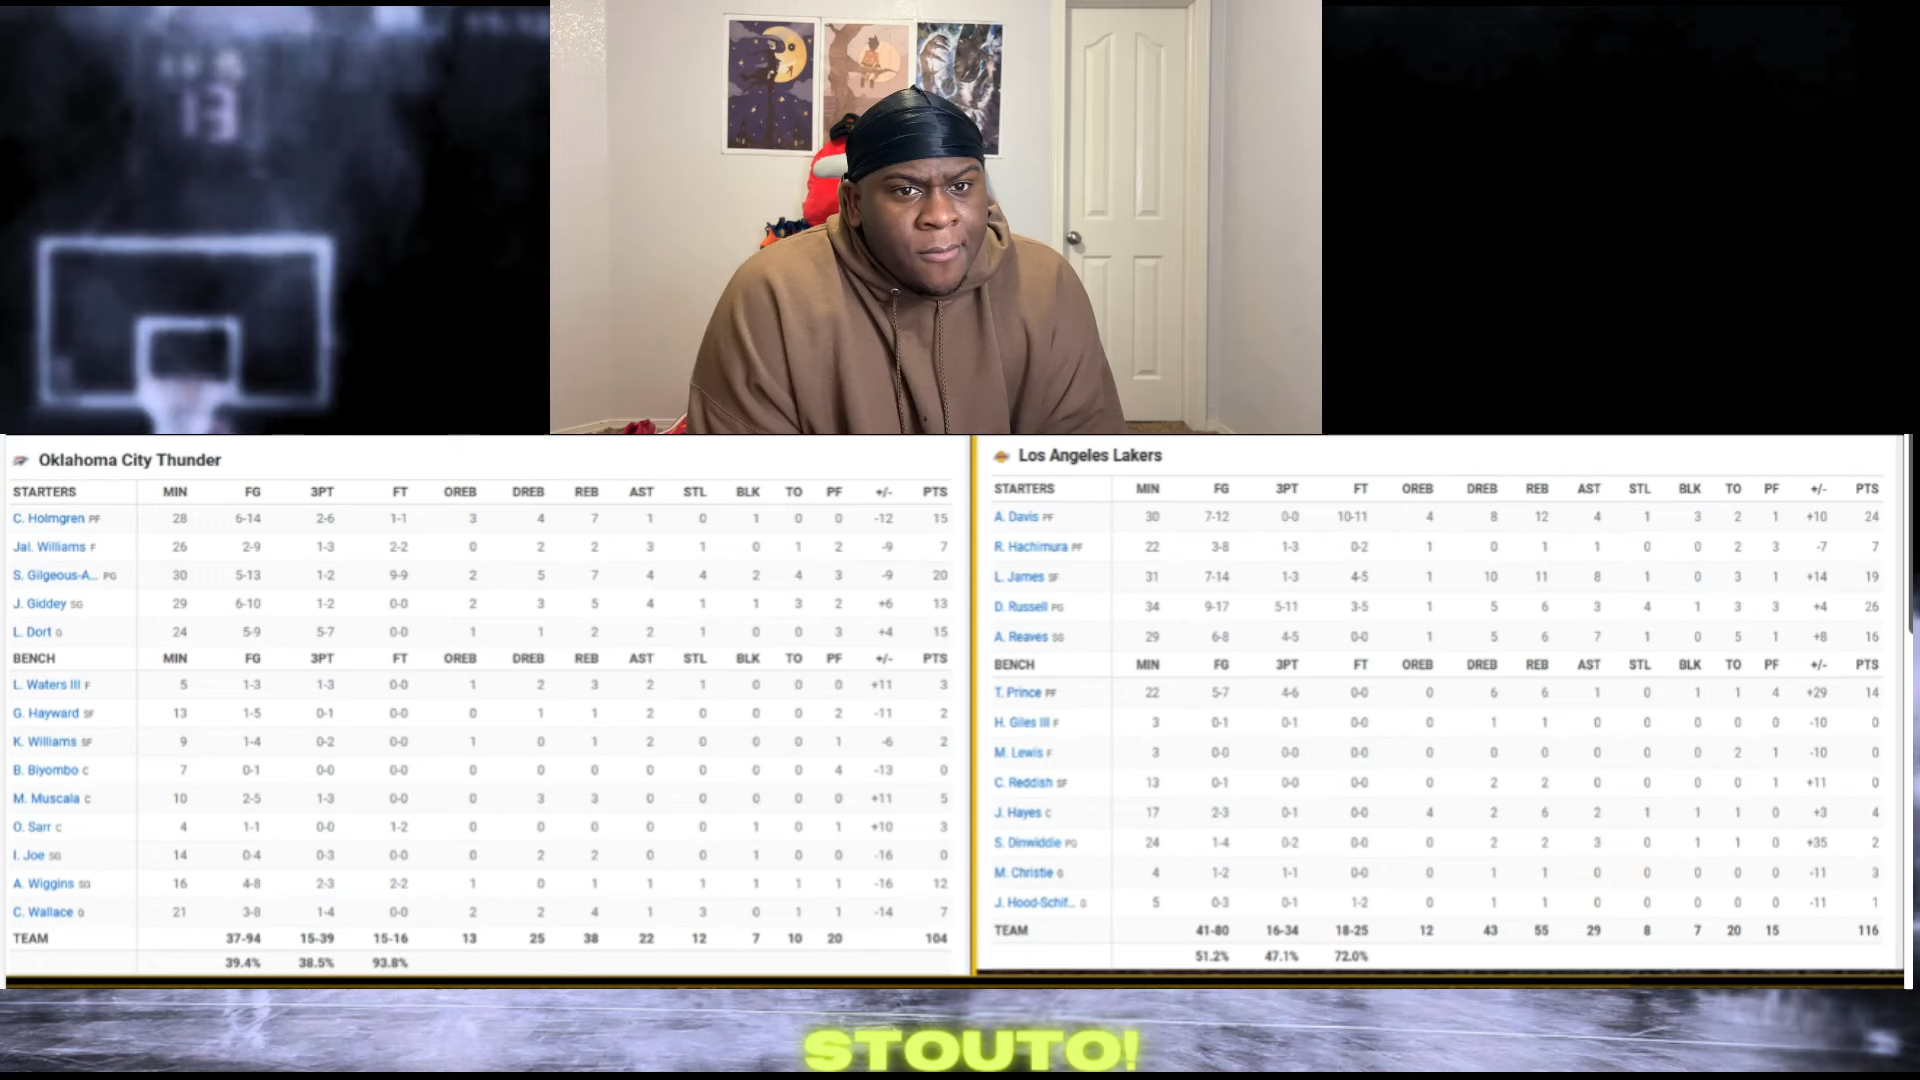 13
Oklahoma City Thunder
STARTERS MIN FG 3PT FT OREB DREB REB AST STL BLK TO PF +/- PTS
C. Holmgren PF 28 6-14 2-6 1-1 3 4 7 1 0 1 0 0 -12 15
Jal. Williams F 26 2-9 1-3 2-2 0 2 2 3 1 0 1 2 -9 7
S. Gilgeous-A... PG 30 5-13 1-2 9-9 2 5 7 4 4 2 4 3 -9 20
J. Giddey SG 29 6-10 1-2 0-0 2 3 5 4 1 1 3 2 +6 13
L. Dort G 24 5-9 5-7 0-0 1 1 2 2 1 0 0 3 +4 15
BENCH MIN FG 3PT FT OREB DREB REB AST STL BLK TO PF +/- PTS
L. Waters III F 5 1-3 1-3 0-0 1 2 3 2 1 0 0 0 +11 3
G. Hayward SF 13 1-5 0-1 0-0 0 1 1 2 0 0 0 2 -11 2
K. Williams SF 9 1-4 0-2 0-0 1 0 1 2 0 0 0 1 -6 2
B. Biyombo C 7 0-1 0-0 0-0 0 0 0 0 0 0 0 4 -13 0
M. Muscala C 10 2-5 1-3 0-0 0 3 3 0 0 0 0 0 +11 5
O. Sarr C 4 1-1 0-0 1-2 0 0 0 0 0 1 0 1 +10 3
I. Joe SG 14 0-4 0-3 0-0 0 2 2 0 0 1 0 0 -16 0
A. Wiggins SG 16 4-8 2-3 2-2 1 0 1 1 1 1 1 1 -16 12
C. Wallace G 21 3-8 1-4 0-0 2 2 4 1 3 0 1 1 -14 7
TEAM 37-94 15-39 15-16 13 25 38 22 12 7 10 20 104
39.4% 38.5% 93.8%
Los Angeles Lakers
STARTERS MIN FG 3PT FT OREB DREB REB AST STL BLK TO PF +/- PTS
A. Davis PF 30 7-12 0-0 10-11 4 8 12 4 1 3 2 1 +10 24
R. Hachimura PF 22 3-8 1-3 0-2 1 0 1 1 0 0 2 3 -7 7
L. James SF 31 7-14 1-3 4-5 1 10 11 8 1 0 3 1 +14 19
D. Russell PG 34 9-17 5-11 3-5 1 5 6 3 4 1 3 3 +4 26
A. Reaves SG 29 6-8 4-5 0-0 1 5 6 7 1 0 5 1 +8 16
BENCH MIN FG 3PT FT OREB DREB REB AST STL BLK TO PF +/- PTS
T. Prince PF 22 5-7 4-6 0-0 0 6 6 1 0 1 1 4 +29 14
H. Giles III F 3 0-1 0-1 0-0 0 1 1 0 0 0 0 0 -10 0
M. Lewis F 3 0-0 0-0 0-0 0 0 0 0 0 0 2 1 -10 0
C. Reddish SF 13 0-1 0-0 0-0 0 2 2 0 0 0 0 1 +11 0
J. Hayes C 17 2-3 0-1 0-0 4 2 6 2 1 1 1 0 +3 4
S. Dinwiddie PG 24 1-4 0-2 0-0 0 2 2 3 0 1 1 0 +35 2
M. Christie G 4 1-2 1-1 0-0 0 1 1 0 0 0 0 0 -11 3
J. Hood-Schif... G 5 0-3 0-1 1-2 0 1 1 0 0 0 0 0 -11 1
TEAM 41-80 16-34 18-25 12 43 55 29 8 7 20 15 116
51.2% 47.1% 72.0%
STOUTO!